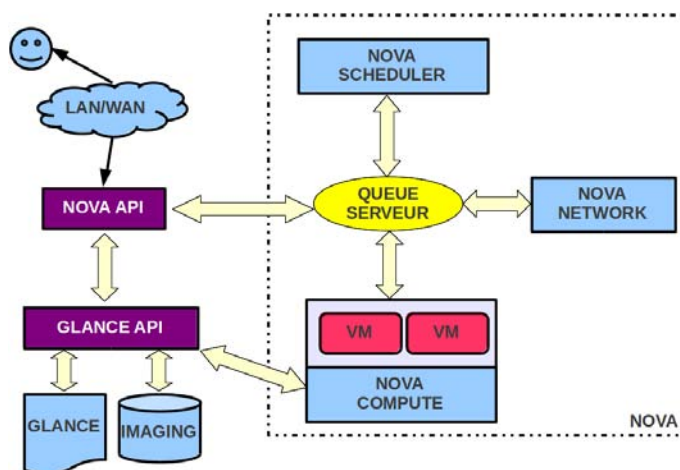 NOVA
SCHEDULER
LAN/WAN
NOVA API
QUEUE
SERVEUR
NOVA
NETWORK
GLANCE API
VM
VM
NOVA
COMPUTE
GLANCE
IMAGING
NOVA